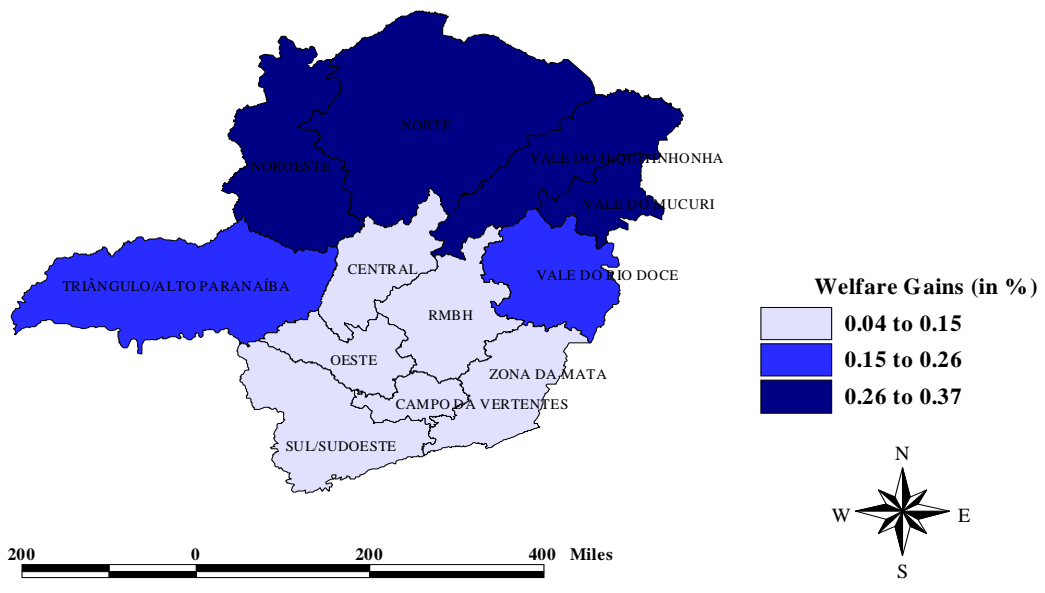 NORTE
NOROESTE
VALE DO JEQUITINHONHA
VALE DO MUCURI
CENTRAL
VALE DO RIO DOCE
TRIÂNGULO/ALTO PARANAÍBA
RMBH
OESTE
ZONA DA MATA
CAMPO DA VERTENTES
SUL/SUDOESTE
Welfare Gains (in %)
0.04 to 0.15
0.15 to 0.26
0.26 to 0.37
N
W E
S
200 0 200 400 Miles